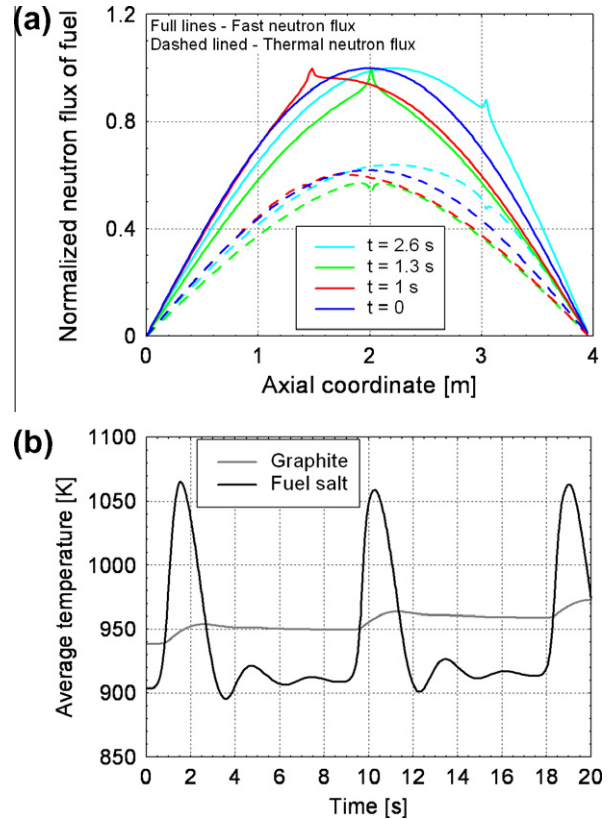 (a)
Full lines - Fast neutron flux
Dashed lined - Thermal neutron flux
Normalized neutron flux of fuel
1.2
0.8
0.4
0
t = 2.6 s
t = 1.3 s
t = 1 s
t = 0
0 1 2 3 4
Axial coordinate [m]
(b)
Average temperature [K]
1100
1050
1000
950
900
850
Graphite
Fuel salt
0 2 4 6 8 10 12 14 16 18 20
Time [s]